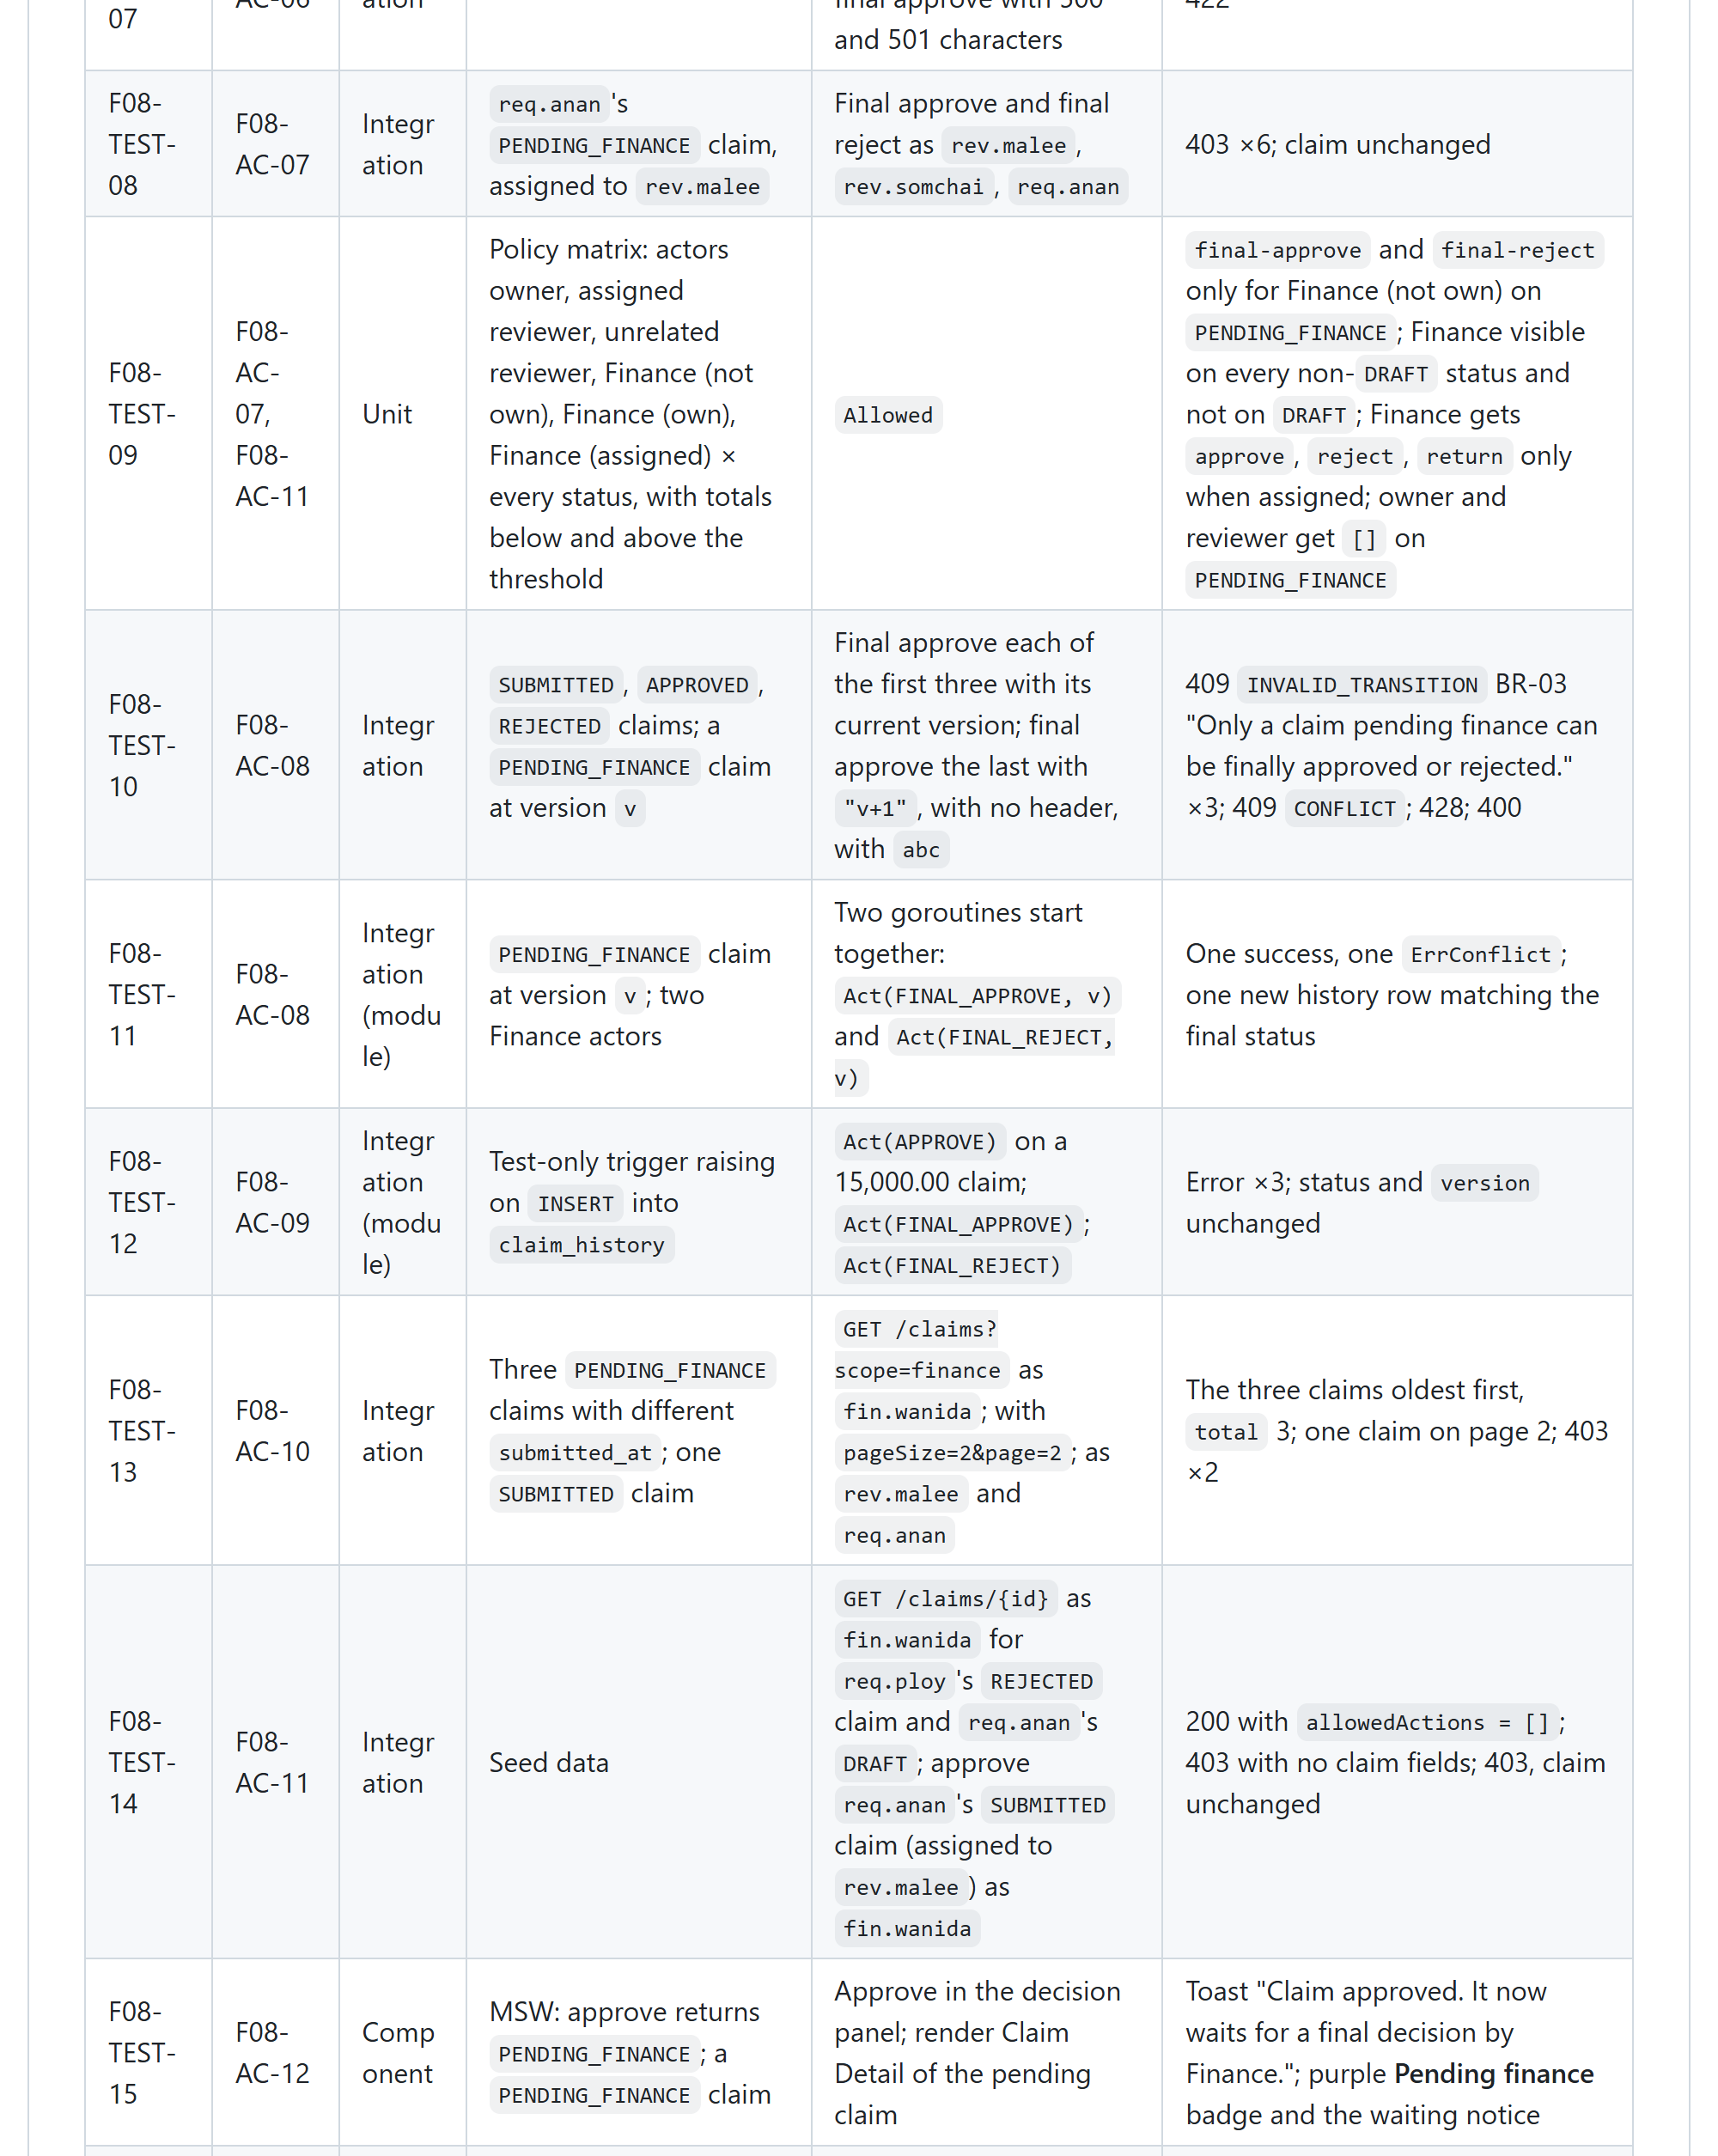 07
AC-06
ation
final approve with 500
and 501 characters
422
F08-
TEST-
08
F08-
AC-07
Integr
ation
req.anan's
PENDING_FINANCE claim,
assigned to rev.malee
Final approve and final
reject as rev.malee,
rev.somchai, req.anan
403 ×6; claim unchanged
F08-
TEST-
09
F08-
AC-
07,
F08-
AC-11
Unit
Policy matrix: actors
owner, assigned
reviewer, unrelated
reviewer, Finance (not
own), Finance (own),
Finance (assigned) ×
every status, with totals
below and above the
threshold
Allowed
final-approve and final-reject
only for Finance (not own) on
PENDING_FINANCE; Finance visible
on every non-DRAFT status and
not on DRAFT; Finance gets
approve, reject, return only
when assigned; owner and
reviewer get [] on
PENDING_FINANCE
F08-
TEST-
10
F08-
AC-08
Integr
ation
SUBMITTED, APPROVED,
REJECTED claims; a
PENDING_FINANCE claim
at version v
Final approve each of
the first three with its
current version; final
approve the last with
"v+1", with no header,
with abc
409 INVALID_TRANSITION BR-03
"Only a claim pending finance can
be finally approved or rejected."
×3; 409 CONFLICT; 428; 400
F08-
TEST-
11
F08-
AC-08
Integr
ation
(modu
le)
PENDING_FINANCE claim
at version v; two
Finance actors
Two goroutines start
together:
Act(FINAL_APPROVE, v)
and Act(FINAL_REJECT,
v)
One success, one ErrConflict;
one new history row matching the
final status
F08-
TEST-
12
F08-
AC-09
Integr
ation
(modu
le)
Test-only trigger raising
on INSERT into
claim_history
Act(APPROVE) on a
15,000.00 claim;
Act(FINAL_APPROVE);
Act(FINAL_REJECT)
Error ×3; status and version
unchanged
F08-
TEST-
13
F08-
AC-10
Integr
ation
Three PENDING_FINANCE
claims with different
submitted_at; one
SUBMITTED claim
GET /claims?
scope=finance as
fin.wanida; with
pageSize=2&page=2; as
rev.malee and
req.anan
The three claims oldest first,
total 3; one claim on page 2; 403
×2
F08-
TEST-
14
F08-
AC-11
Integr
ation
Seed data
GET /claims/{id} as
fin.wanida for
req.ploy's REJECTED
claim and req.anan's
DRAFT; approve
req.anan's SUBMITTED
claim (assigned to
rev.malee) as
fin.wanida
200 with allowedActions = [];
403 with no claim fields; 403, claim
unchanged
F08-
TEST-
15
F08-
AC-12
Comp
onent
MSW: approve returns
PENDING_FINANCE; a
PENDING_FINANCE claim
Approve in the decision
panel; render Claim
Detail of the pending
claim
Toast "Claim approved. It now
waits for a final decision by
Finance."; purple Pending finance
badge and the waiting notice